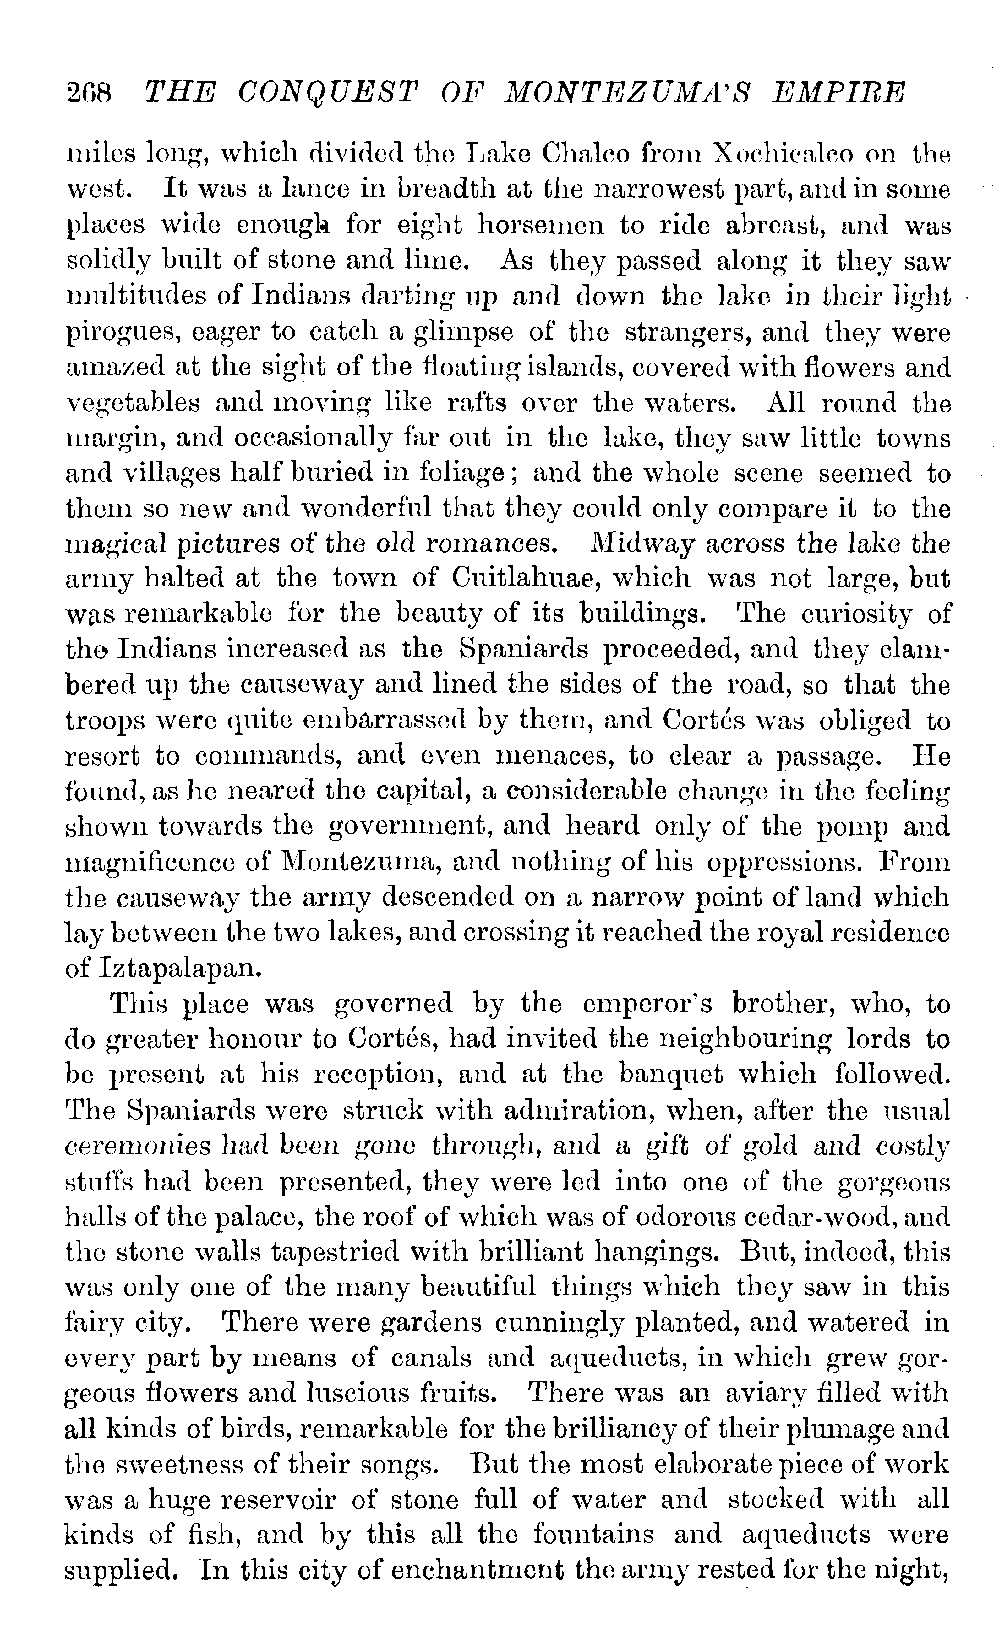 268 THE CONQUEST OF MONTEZUMA'S EMPIRE
miles long, which divided the Lake Chalco from Xochicalco on the
west. It was a lance in breadth at the narrowest part, and in some
places wide enough for eight horsemen to ride abreast, and was
solidly built of stone and lime. As they passed along it they saw
multitudes of Indians darting up and down the lake in their light
pirogues, eager to catch a glimpse of the strangers, and they were
amazed at the sight of the floating islands, covered with flowers and
vegetables and moving like rafts over the waters. All round the
margin, and occasionally far out in the lake, they saw little towns
and villages half buried in foliage; and the whole scene seemed to
them so new and wonderful that they could only compare it to the
magical pictures of the old romances. Midway across the lake the
army halted at the town of Cuitlahuac, which was not large, but
was remarkable for the beauty of its buildings. The curiosity of
the Indians increased as the Spaniards proceeded, and they clam-
bered up the causeway and lined the sides of the road, so that the
troops were quite embarrassed by them, and Cortés was obliged to
resort to commands, and even menaces, to clear a passage. He
found, as he neared the capital, a considerable change in the feeling
shown towards the government, and heard only of the pomp and
magnificence of Montezuma, and nothing of his oppressions. From
the causeway the army descended on a narrow point of land which
lay between the two lakes, and crossing it reached the royal residence
of Iztapalapan.
This place was governed by the emperor's brother, who, to
do greater honour to Cortés, had invited the neighbouring lords to
be present at his reception, and at the banquet which followed.
The Spaniards were struck with admiration, when, after the usual
ceremonies had been gone through, and a gift of gold and costly
stuffs had been presented, they were led into one of the gorgeous
halls of the palace, the roof of which was of odorous cedar-wood, and
the stone walls tapestried with brilliant hangings. But, indeed, this
was only one of the many beautiful things which they saw in this
fairy city. There were gardens cunningly planted, and watered in
every part by means of canals and aqueducts, in which grew gor-
geous flowers and luscious fruits. There was an aviary filled with
all kinds of birds, remarkable for the brilliancy of their plumage and
the sweetness of their songs. But the most elaborate piece of work
was a huge reservoir of stone full of water and stocked with all
kinds of fish, and by this all the fountains and aqueducts were
supplied. In this city of enchantment the army rested for the night,